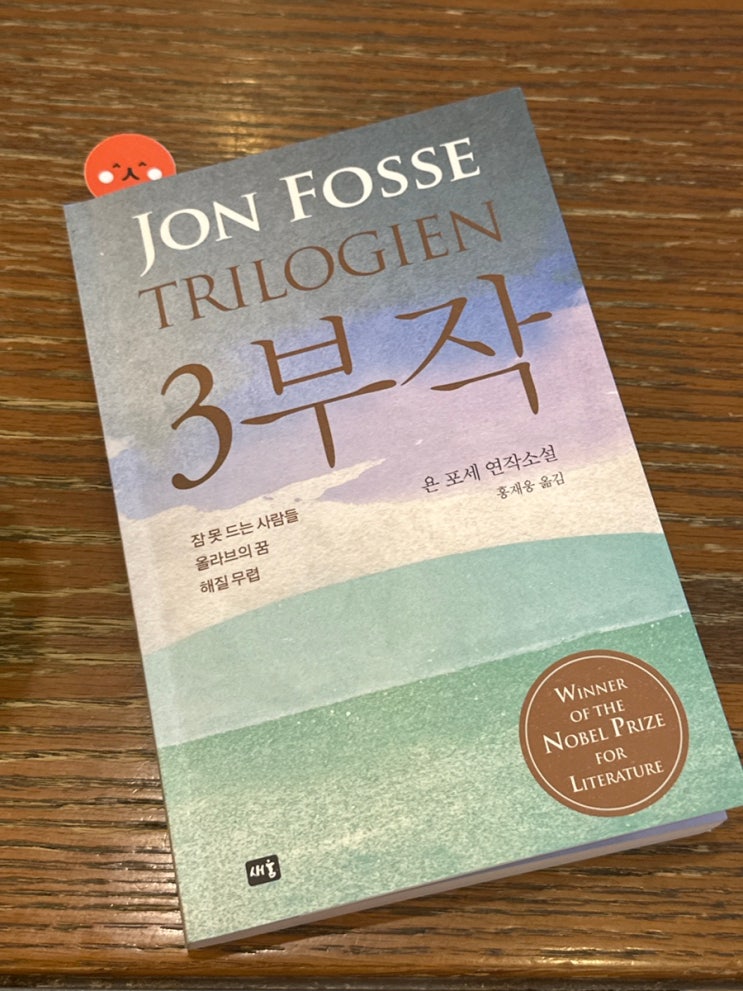 JON FOSSE
TRILOGIEN
3부작
욘 포세 연작소설
홍재웅 옮김
잠 못 드는 사람들
올라브의 꿈
해질 무렵
WINNER
OF THE
NOBEL PRIZE
FOR
LITERATURE
새움